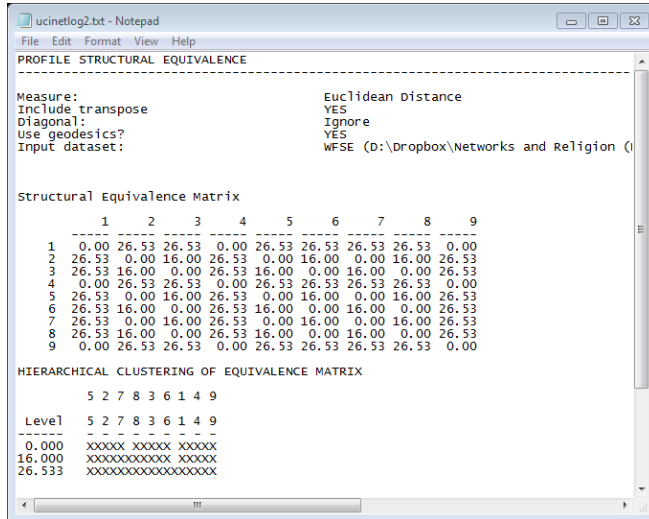 ucinetlog2.txt - Notepad
File Edit Format View Help
PROFILE STRUCTURAL EQUIVALENCE
--------------------------------------------------------------------------------
Measure: Euclidean Distance
Include transpose YES
Diagonal: Ignore
Use geodesics? YES
Input dataset: WFSE (D:\Dropbox\Networks and Religion (
Structural Equivalence Matrix
1 2 3 4 5 6 7 8 9
----- ----- ----- ----- ----- ----- ----- ----- -----
1 0.00 26.53 26.53 0.00 26.53 26.53 26.53 26.53 0.00
2 26.53 0.00 16.00 26.53 0.00 16.00 0.00 16.00 26.53
3 26.53 16.00 0.00 26.53 16.00 0.00 16.00 0.00 26.53
4 0.00 26.53 26.53 0.00 26.53 26.53 26.53 26.53 0.00
5 26.53 0.00 16.00 26.53 0.00 16.00 0.00 16.00 26.53
6 26.53 16.00 0.00 26.53 16.00 0.00 16.00 0.00 26.53
7 26.53 0.00 16.00 26.53 0.00 16.00 0.00 16.00 26.53
8 26.53 16.00 0.00 26.53 16.00 0.00 16.00 0.00 26.53
9 0.00 26.53 26.53 0.00 26.53 26.53 26.53 26.53 0.00
HIERARCHICAL CLUSTERING OF EQUIVALENCE MATRIX
5 2 7 8 3 6 1 4 9
Level 5 2 7 8 3 6 1 4 9
------ - - - - - - - - -
0.000 XXXXX XXXXX XXXXX
16.000 XXXXXXXXXXX XXXXX
26.533 XXXXXXXXXXXXXXXXX